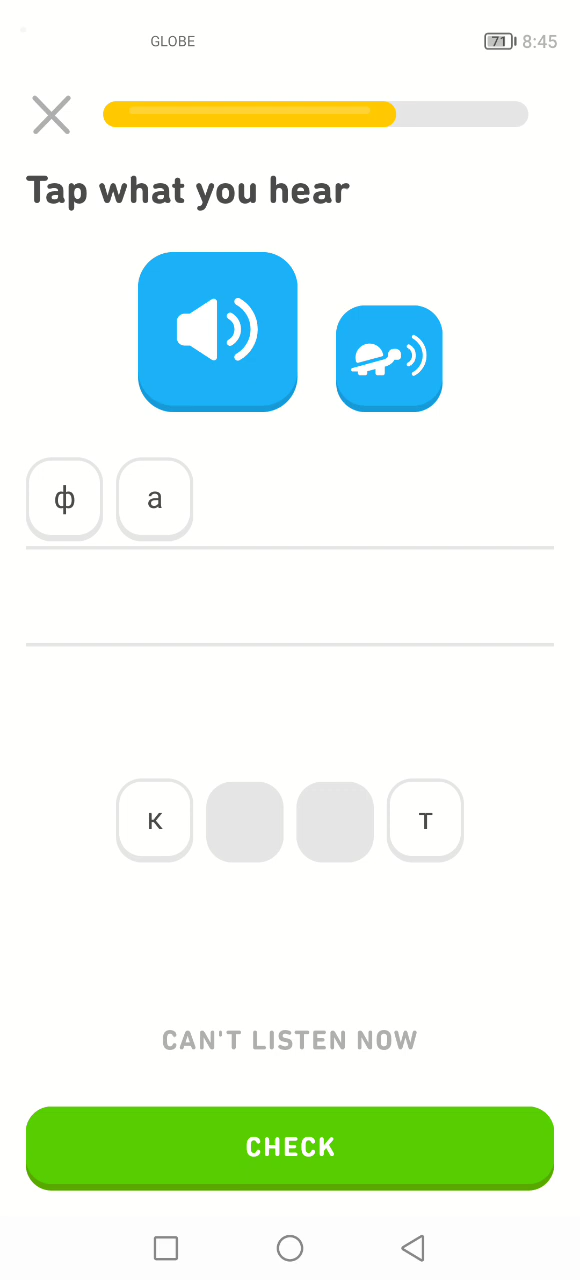 GLOBE 71 8:45
Tap what you hear
ф а
к т
CAN'T LISTEN NOW
CHECK